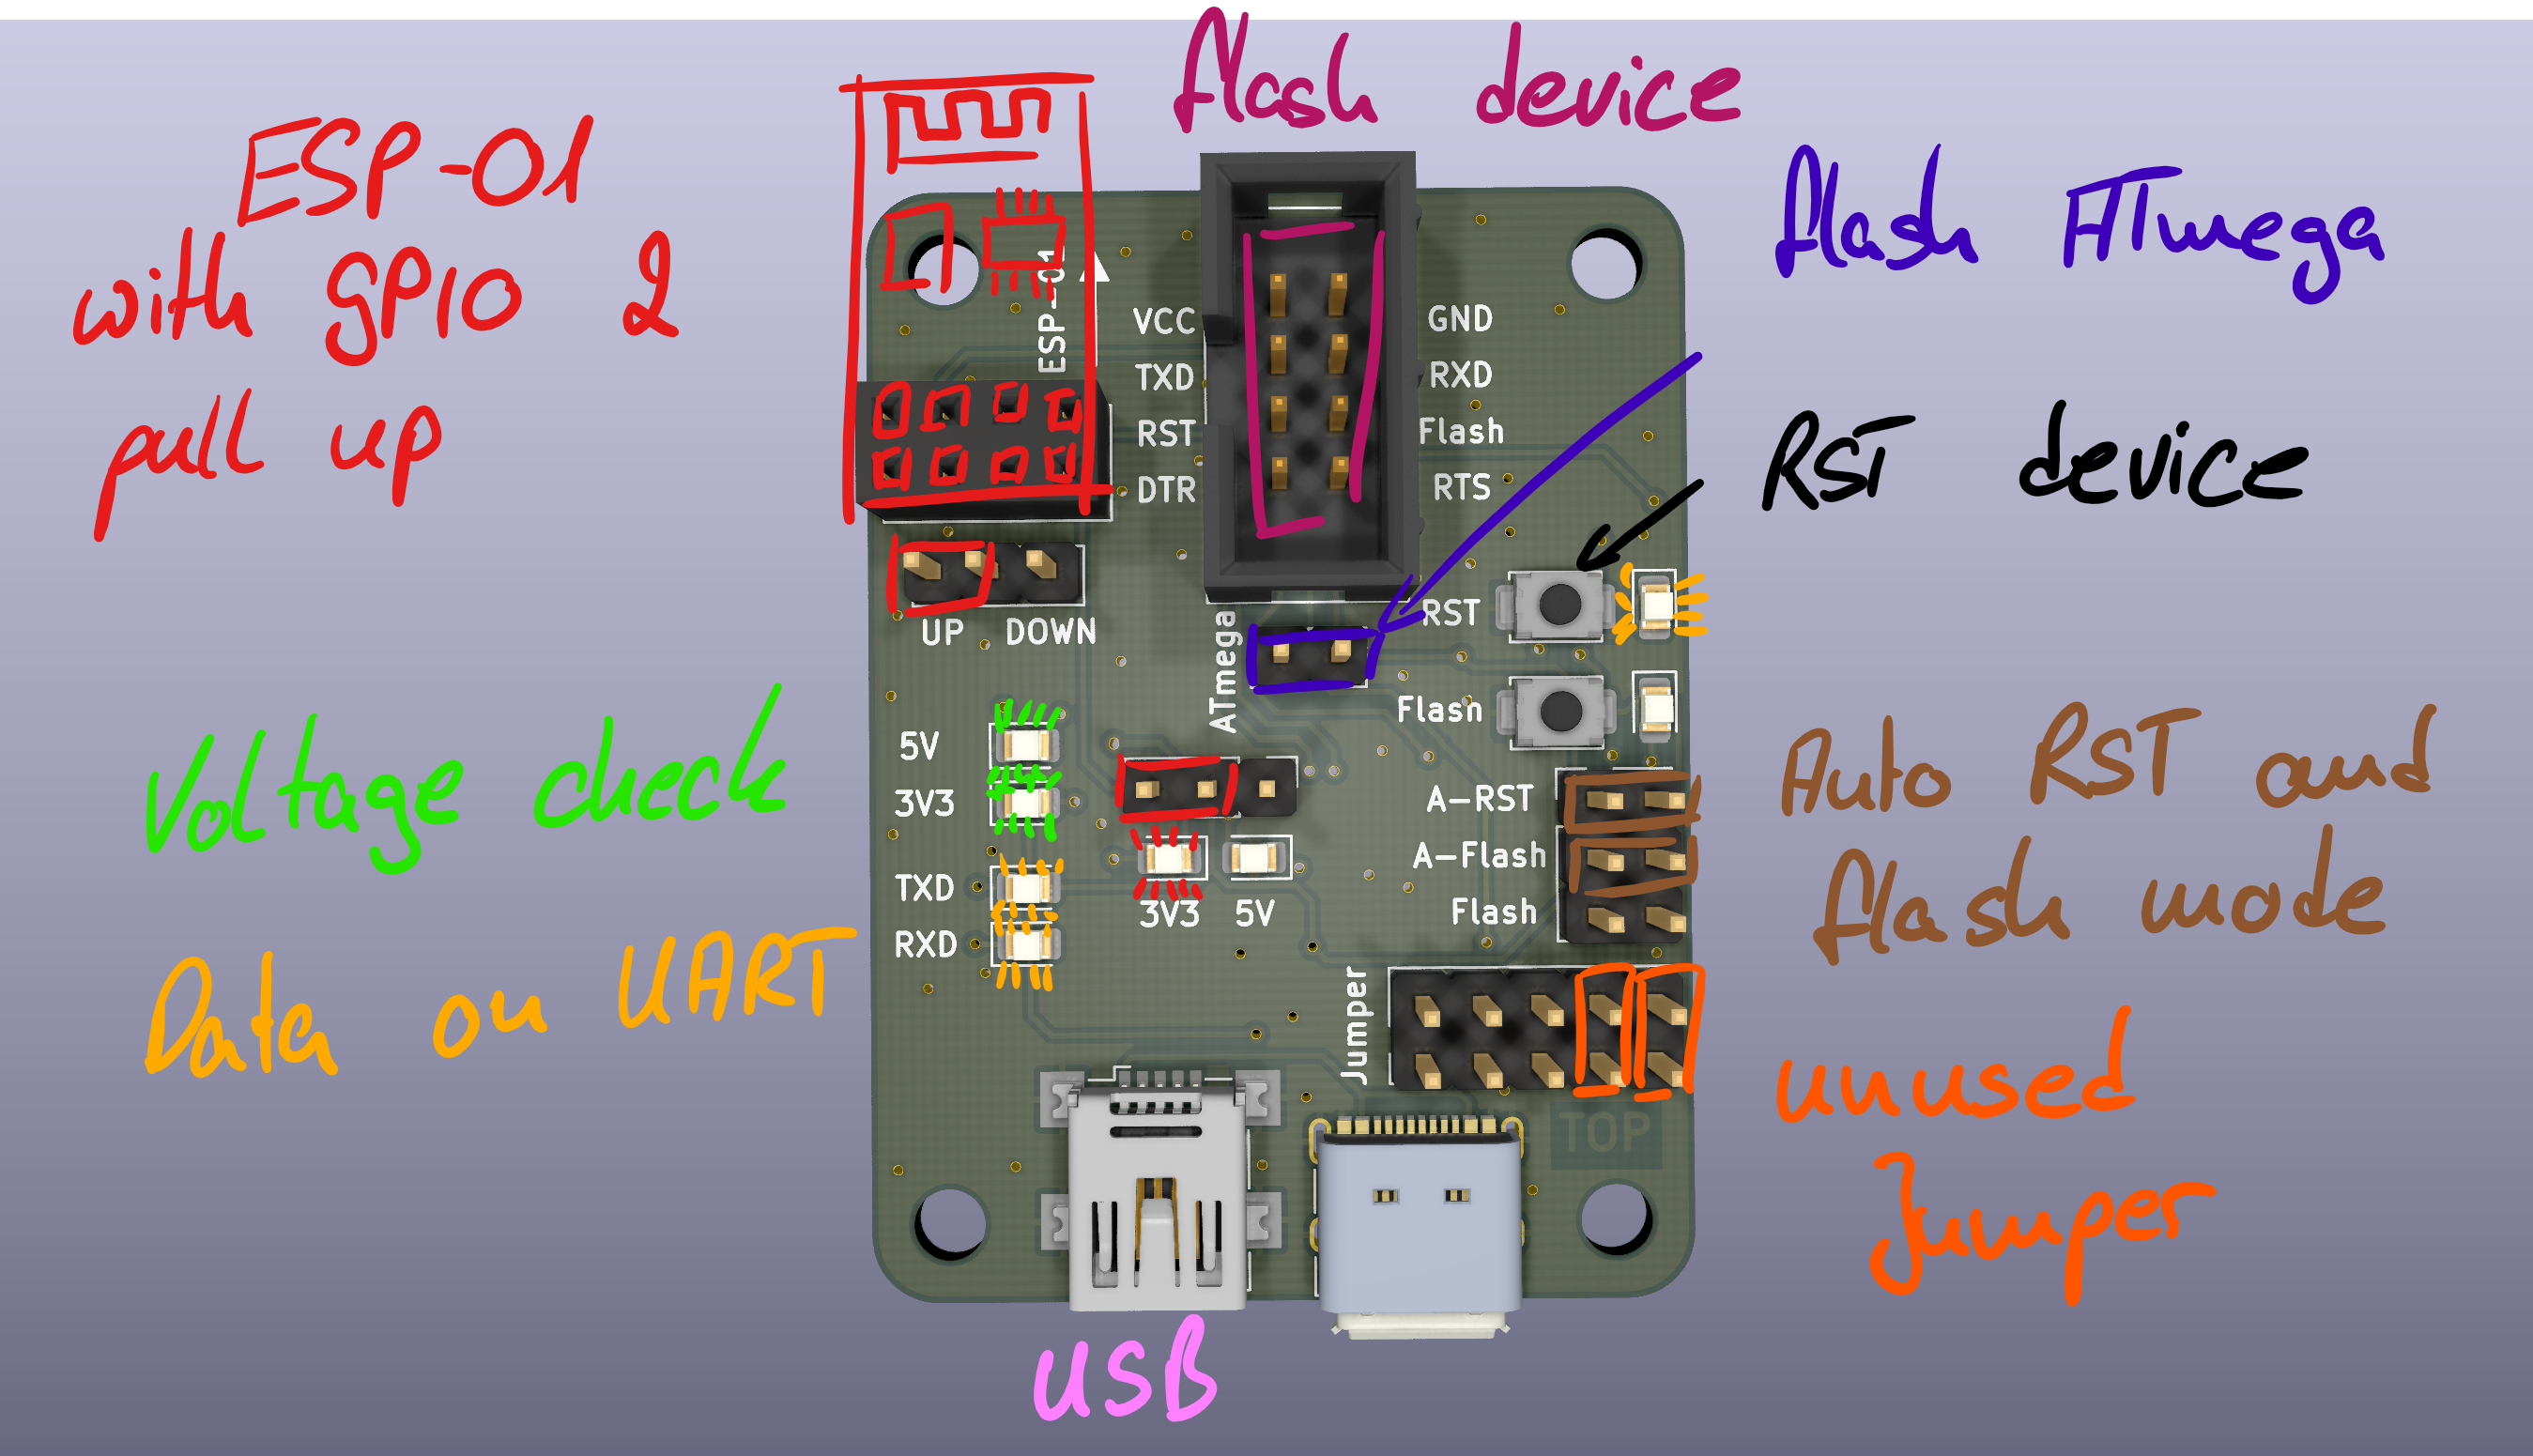 flash device
ESP-01
with GPIO 2
pull up
flash ATmega
RST device
ESP-01
VCC
GND
TXD
RXD
RST
Flash
DTR
RTS
UP
DOWN
ATmega
RST
Flash
Voltage check
5V
3V3
TXD
RXD
3V3
5V
A-RST
A-Flash
Flash
Auto RST and
flash mode
Data on UART
Jumper
unused
Jumper
TOP
USB